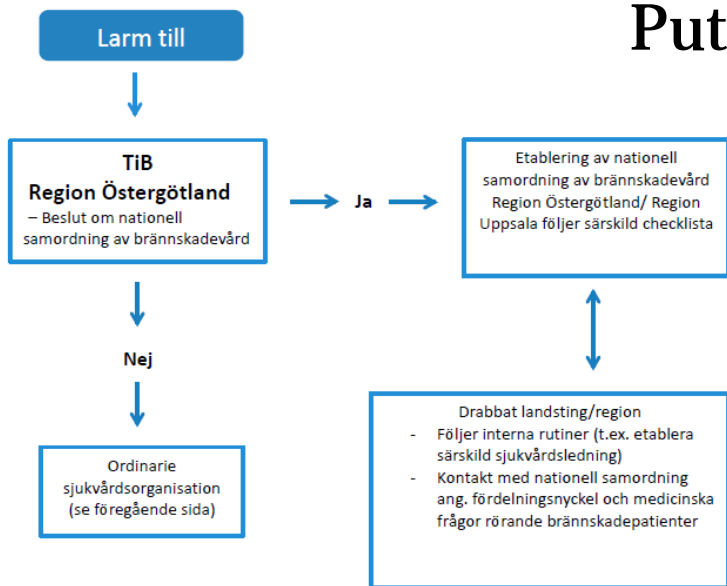 Larm till
Put
TiB
Region Östergötland
– Beslut om nationell
samordning av brännskadevård
Ja
Etablering av nationell
samordning av brännskadevård
Region Östergötland/ Region
Uppsala följer särskild checklista
Nej
Ordinarie
sjukvårdsorganisation
(se föregående sida)
Drabbat landsting/region
- Följer interna rutiner (t.ex. etablera
särskild sjukvårdsledning)
- Kontakt med nationell samordning
ang. fördelningsnyckel och medicinska
frågor rörande brännskadepatienter